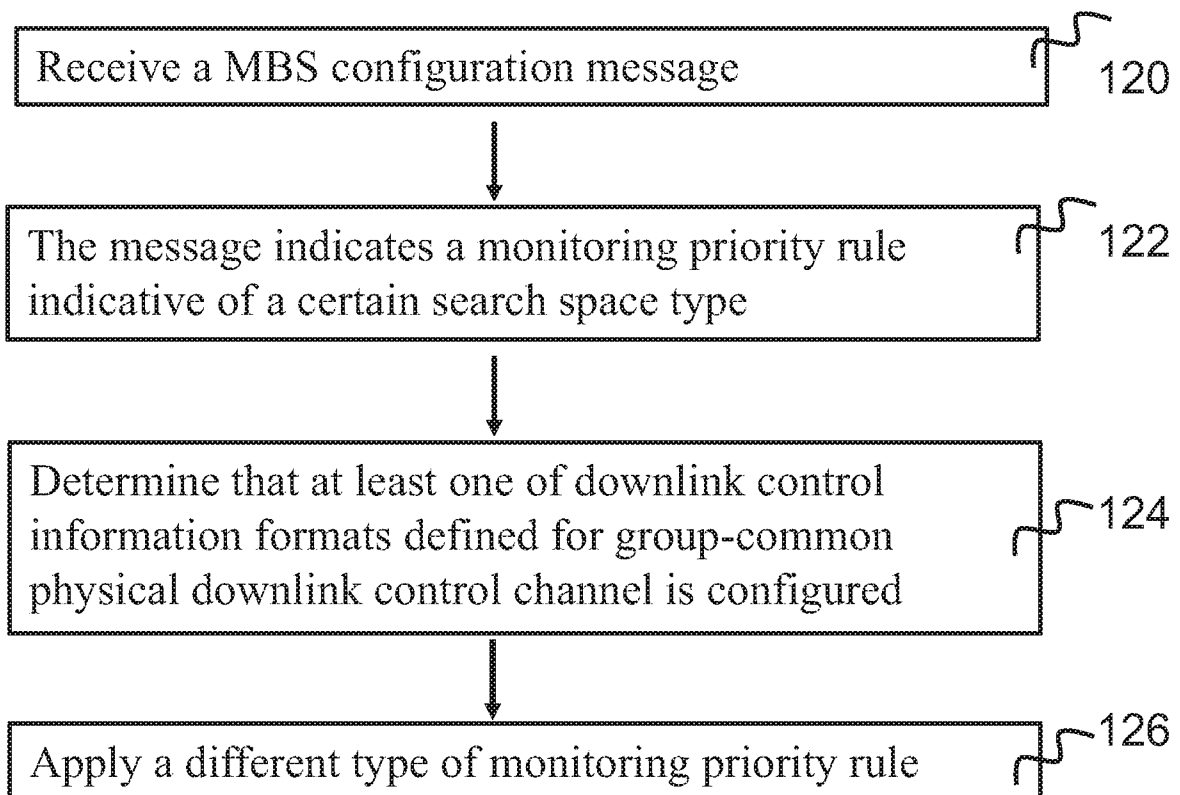 Receive a MBS configuration message
120
The message indicates a monitoring priority rule
indicative of a certain search space type
122
Determine that at least one of downlink control
information formats defined for group-common
physical downlink control channel is configured
124
Apply a different type of monitoring priority rule
126